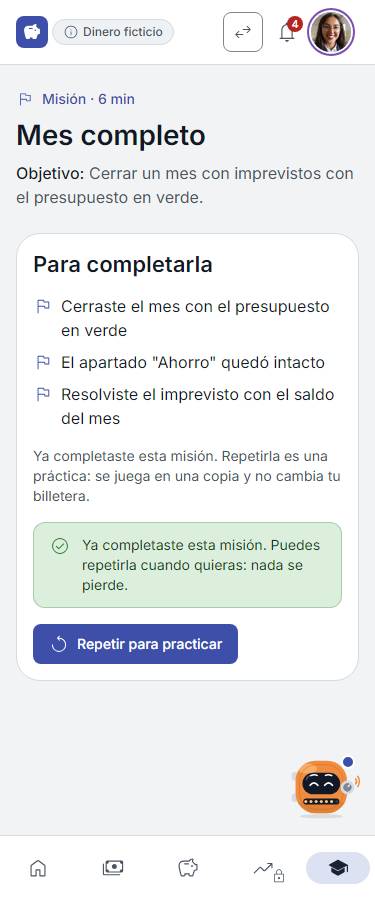 Dinero ficticio
4
Misión · 6 min
Mes completo
Objetivo: Cerrar un mes con imprevistos con
el presupuesto en verde.
Para completarla
Cerraste el mes con el presupuesto
en verde
El apartado "Ahorro" quedó intacto
Resolviste el imprevisto con el saldo
del mes
Ya completaste esta misión. Repetirla es una
práctica: se juega en una copia y no cambia tu
billetera.
Ya completaste esta misión. Puedes
repetirla cuando quieras: nada se
pierde.
Repetir para practicar